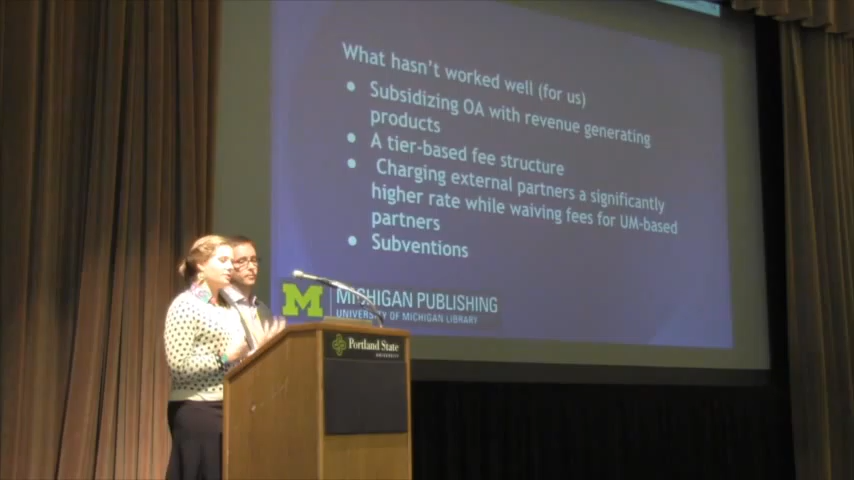 What hasn't worked well (for us)
• Subsidizing OA with revenue generating
products
• A tier-based fee structure
• Charging external partners a significantly
higher rate while waiving fees for UM-based
partners
• Subventions
M
MICHIGAN PUBLISHING
UNIVERSITY OF MICHIGAN LIBRARY
Portland State
UNIVERSITY